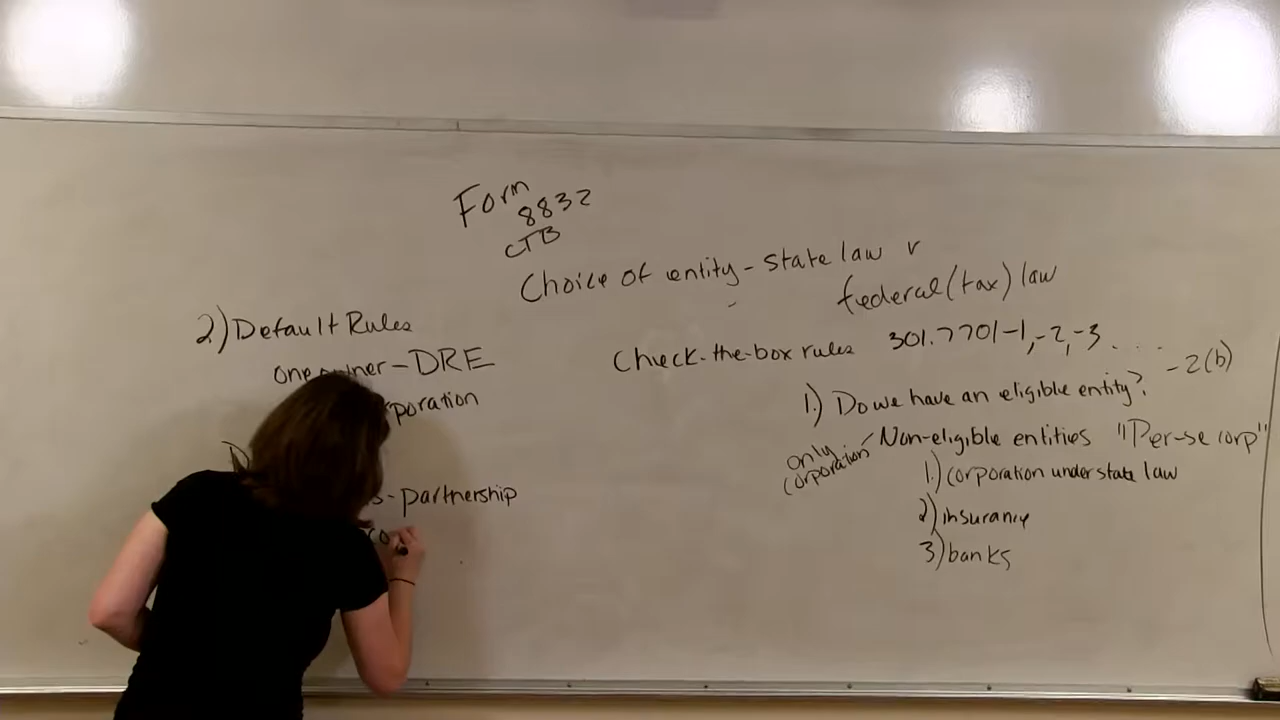 Form
8832
CTB
Choice of entity - state law v
federal (tax) law
2.) Default Rules
one owner - DRE
poration
s - partnership
co
Check-the-box rules 301.7701-1, -2, -3 . . . .
- 2(b)
1.) Do we have an eligible entity?
only corporation
Non-eligible entities "Per-se corp"
1.) corporation under state law
2) insurance
3) banks